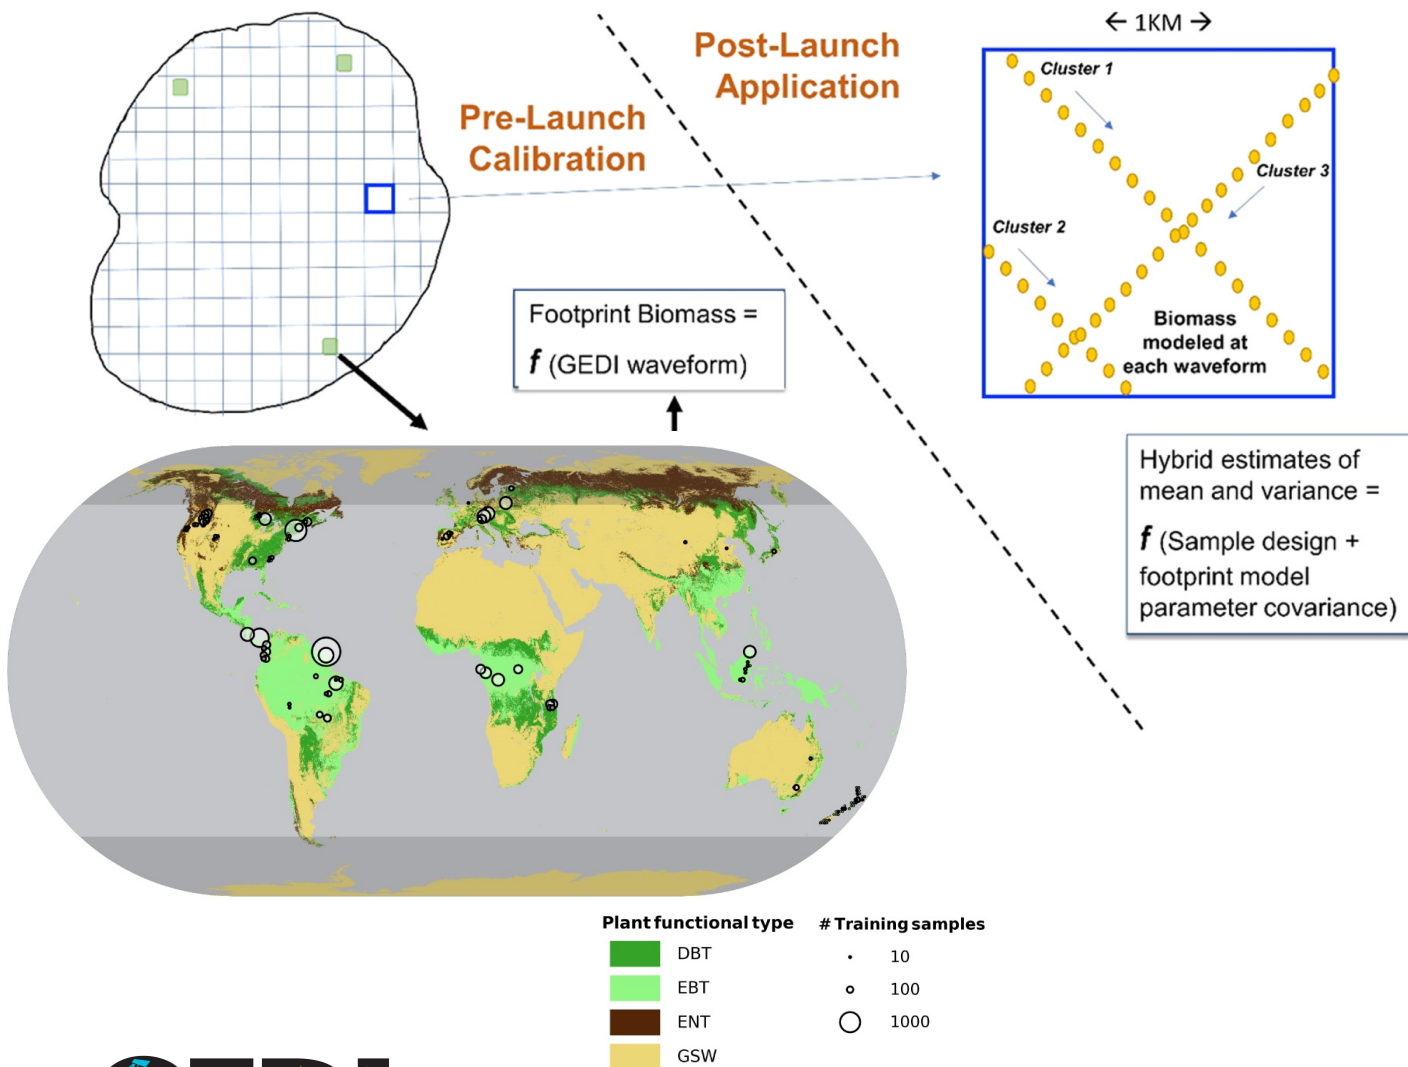 Pre-Launch
Calibration
Post-Launch
Application
← 1KM →
Cluster 1
Cluster 3
Cluster 2
Biomass
modeled at
each waveform
Footprint Biomass =
f (GEDI waveform)
Hybrid estimates of
mean and variance =
f (Sample design +
footprint model
parameter covariance)
Plant functional type
DBT
EBT
ENT
GSW
# Training samples
10
100
1000